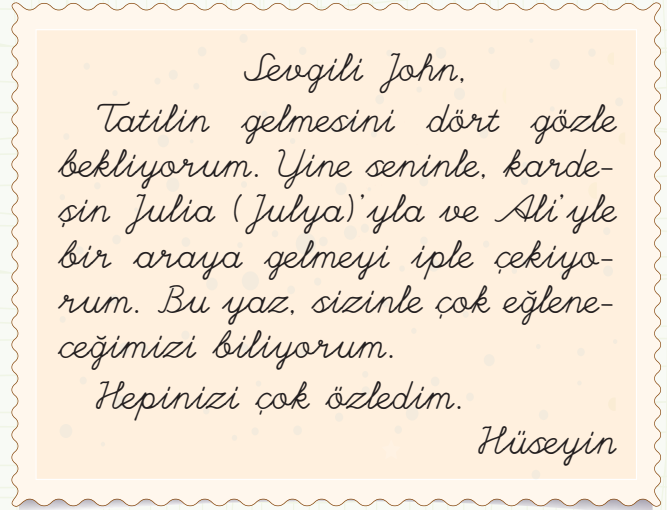 Sevgili John,
Tatilin gelmesini dört gözle
bekliyorum. Yine seninle, karde-
şin Julia (Julya)'yla ve Ali'yle
bir araya gelmeyi iple çekiyo-
rum. Bu yaz, sizinle çok eğlene-
ceğimizi biliyorum.
Hepinizi çok özledim.
Hüseyin